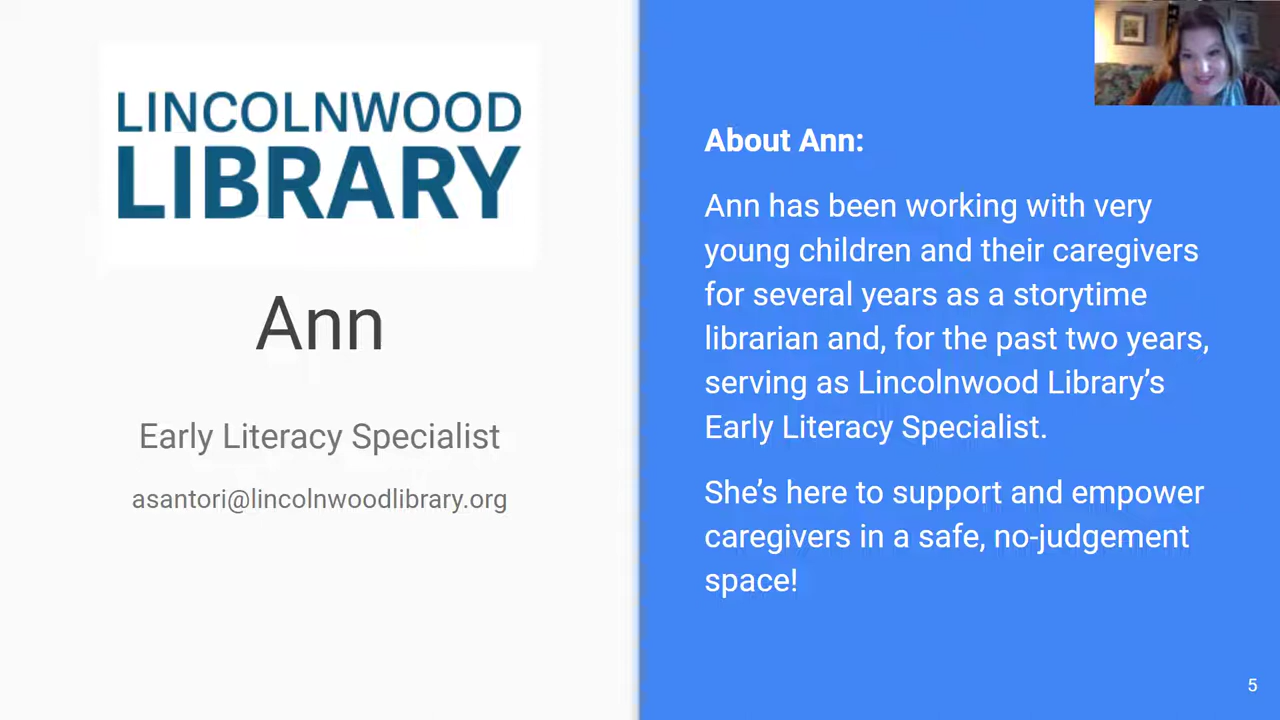 LINCOLNWOOD
LIBRARY
Ann
Early Literacy Specialist
asantori@lincolnwoodlibrary.org
About Ann:
Ann has been working with very
young children and their caregivers
for several years as a storytime
librarian and, for the past two years,
serving as Lincolnwood Library’s
Early Literacy Specialist.
She’s here to support and empower
caregivers in a safe, no-judgement
space!
5